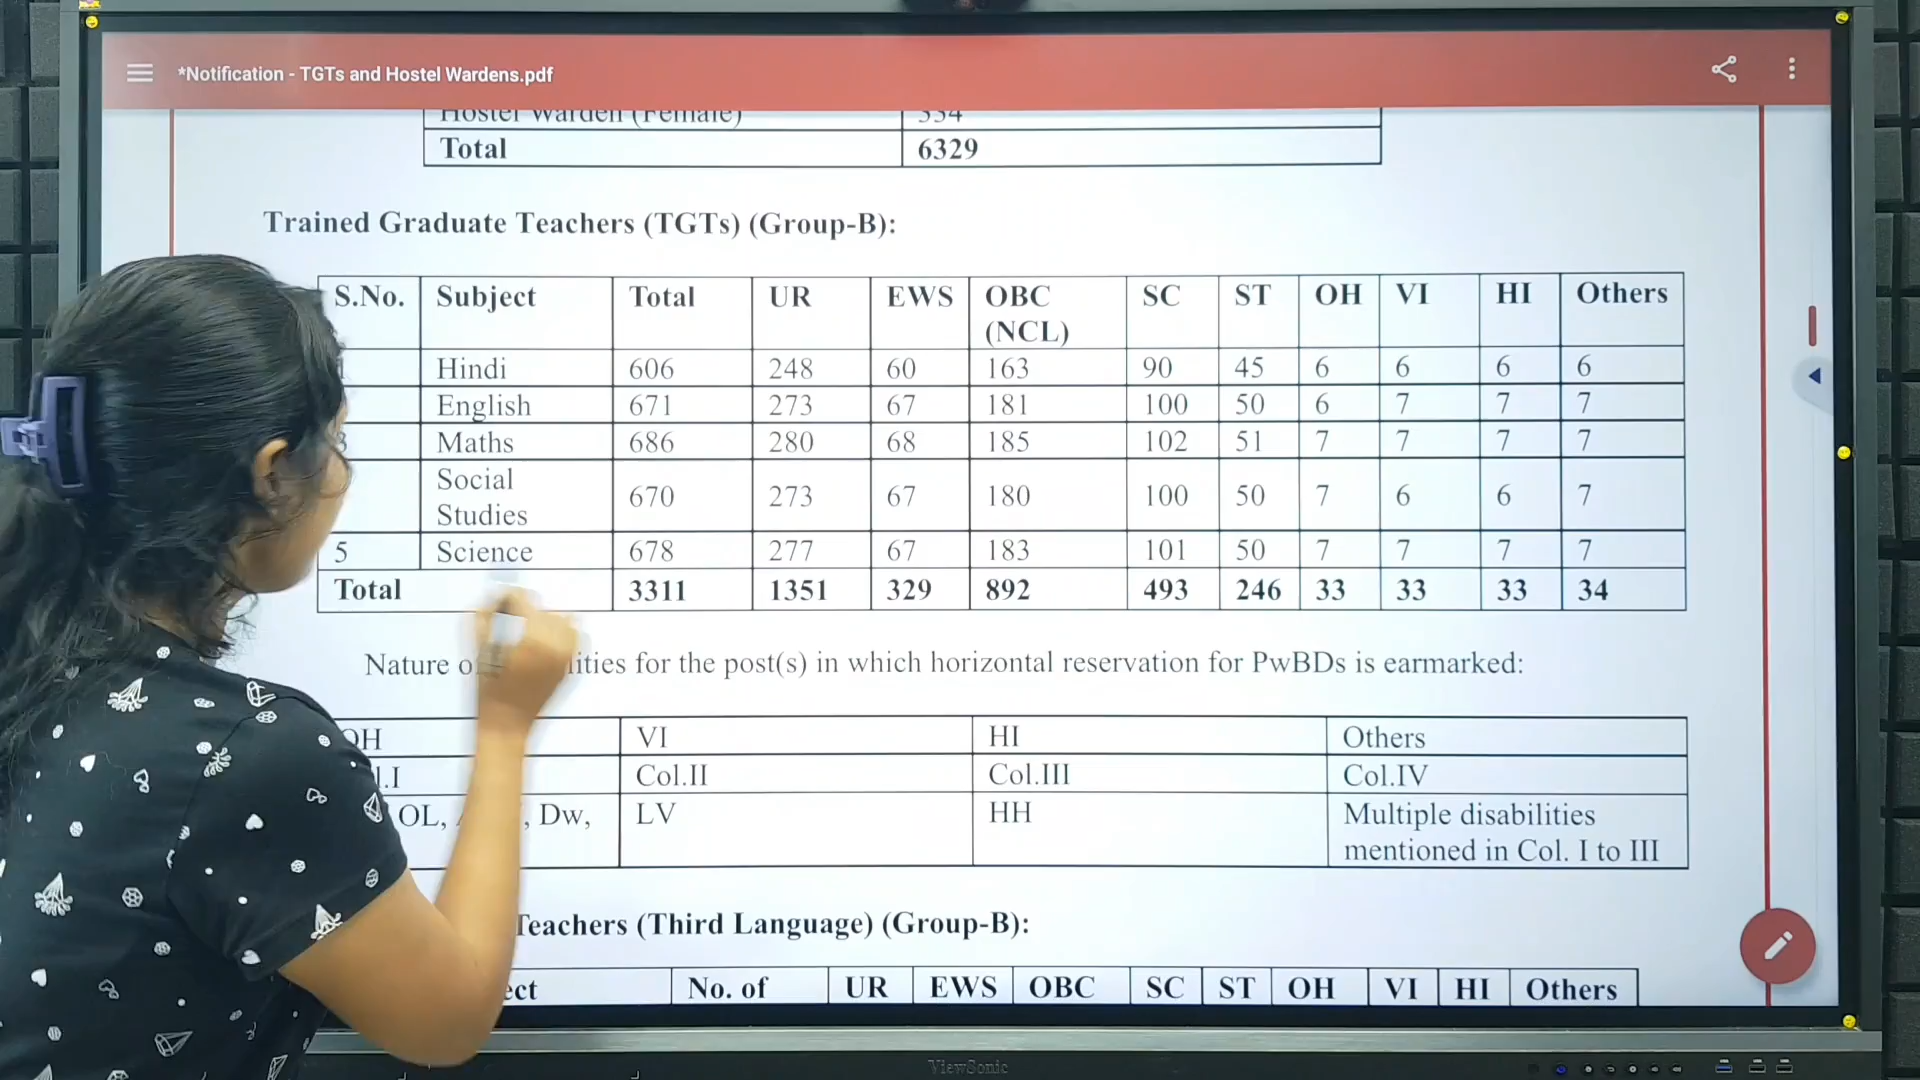 *Notification - TGTs and Hostel Wardens.pdf
Hostel Warden (Female) 334
Total 6329
Trained Graduate Teachers (TGTs) (Group-B):
S.No. Subject Total UR EWS OBC (NCL) SC ST OH VI HI Others
Hindi 606 248 60 163 90 45 6 6 6 6
English 671 273 67 181 100 50 6 7 7 7
3 Maths 686 280 68 185 102 51 7 7 7 7
Social Studies 670 273 67 180 100 50 7 6 6 7
5 Science 678 277 67 183 101 50 7 7 7 7
Total 3311 1351 329 892 493 246 33 33 33 34
Nature ities for the post(s) in which horizontal reservation for PwBDs is earmarked:
OH VI HI Others
l.I Col.II Col.III Col.IV
OL, , Dw, LV HH Multiple disabilities
mentioned in Col. I to III
Teachers (Third Language) (Group-B):
ect No. of UR EWS OBC SC ST OH VI HI Others
ViewSonic